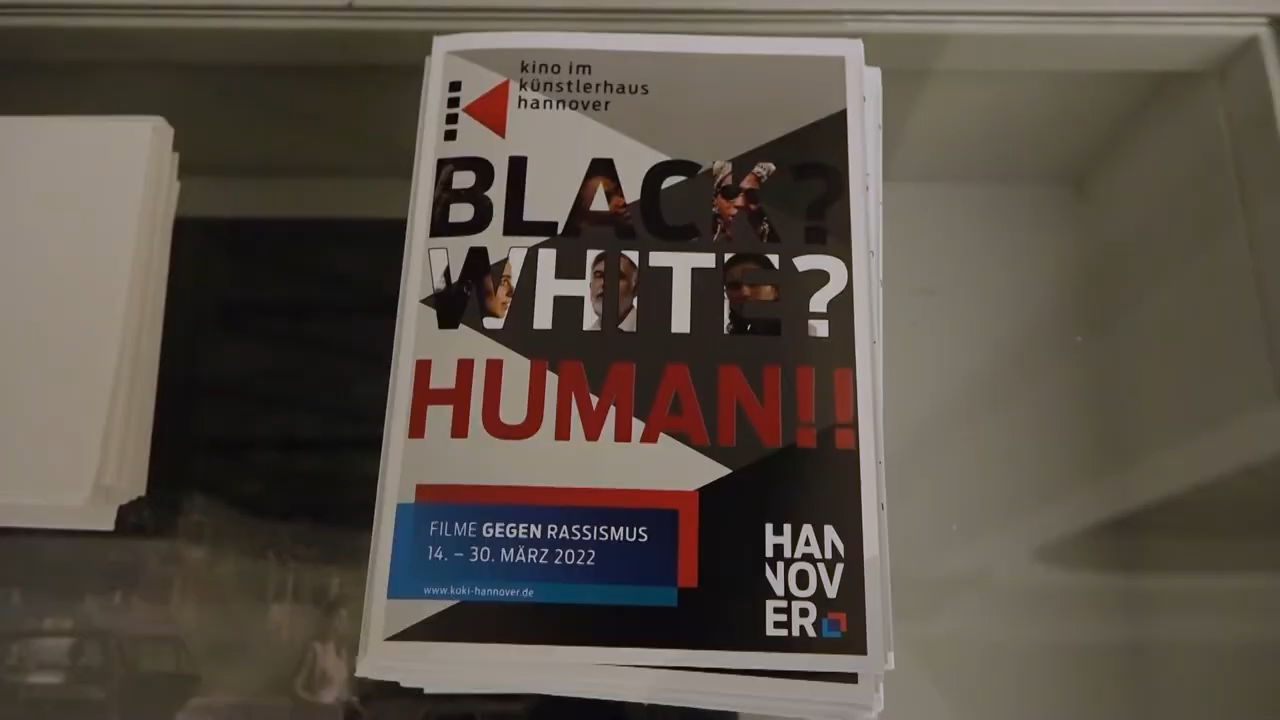 kino im
künstlerhaus
hannover
BLACK?
WHITE?
HUMAN!!
FILME GEGEN RASSISMUS
14. – 30. MÄRZ 2022
www.koki-hannover.de
HAN
NOV
ER